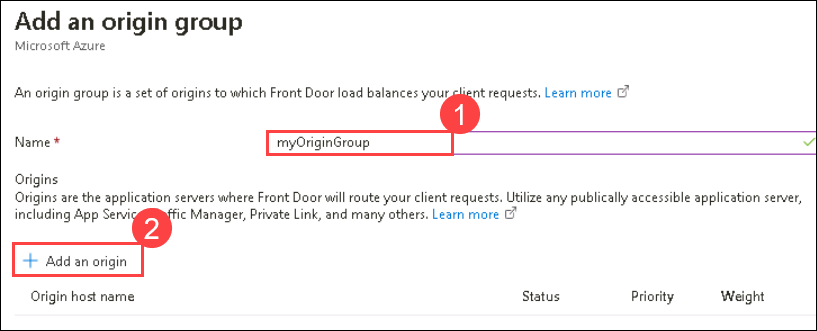 Add an origin group
Microsoft Azure
An origin group is a set of origins to which Front Door load balances your client requests. Learn more
1
Name *
myOriginGroup
Origins
Origins are the application servers where Front Door will route your client requests. Utilize any publically accessible application server,
including App Servic ffic Manager, Private Link, and many others. Learn more
2
+ Add an origin
Origin host name Status Priority Weight